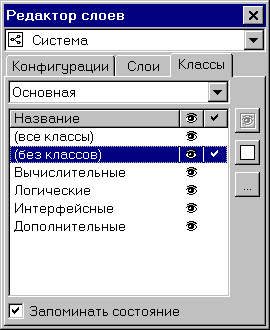 Редактор слоев
Система
Конфигурации Слои Классы
Основная
Название
(все классы)
(без классов)
Вычислительные
Логические
Интерфейсные
Дополнительные
...
Запоминать состояние